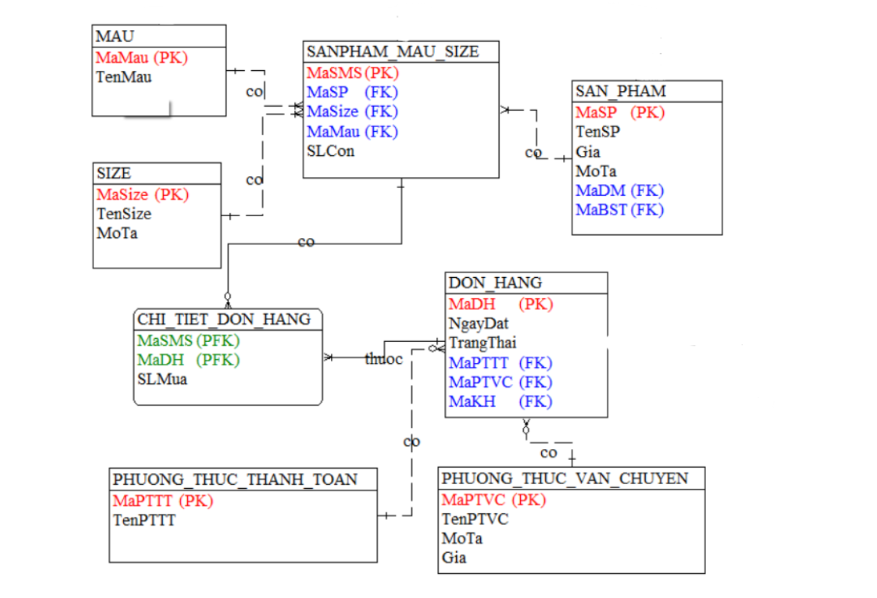 MAU
MaMau (PK)
TenMau
co
SIZE
MaSize (PK)
TenSize
MoTa
co
SANPHAM_MAU_SIZE
MaSMS (PK)
MaSP (FK)
MaSize (FK)
MaMau (FK)
SLCon
co
SAN_PHAM
MaSP (PK)
TenSP
Gia
MoTa
MaDM (FK)
MaBST (FK)
co
CHI_TIET_DON_HANG
MaSMS (PFK)
MaDH (PFK)
SLMua
thuoc
DON_HANG
MaDH (PK)
NgayDat
TrangThai
MaPTTT (FK)
MaPTVC (FK)
MaKH (FK)
co
co
PHUONG_THUC_THANH_TOAN
MaPTTT (PK)
TenPTTT
PHUONG_THUC_VAN_CHUYEN
MaPTVC (PK)
TenPTVC
MoTa
Gia